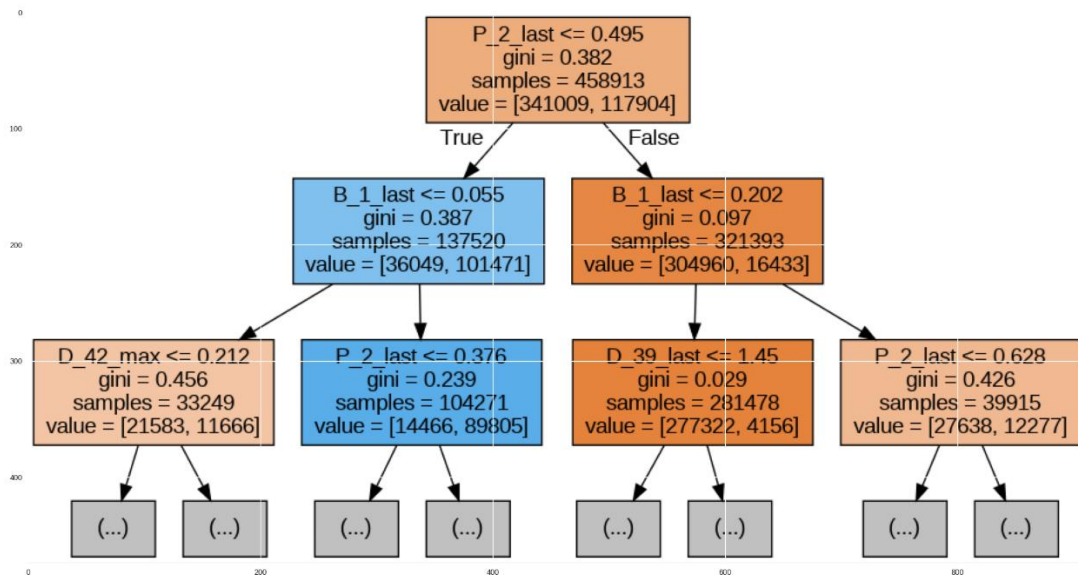 0
P_2_last <= 0.495
gini = 0.382
samples = 458913
value = [341009, 117904]
100
True
False
B_1_last <= 0.055
gini = 0.387
samples = 137520
value = [36049, 101471]
B_1_last <= 0.202
gini = 0.097
samples = 321393
value = [304960, 16433]
200
300
D_42_max <= 0.212
gini = 0.456
samples = 33249
value = [21583, 11666]
P_2_last <= 0.376
gini = 0.239
samples = 104271
value = [14466, 89805]
D_39_last <= 1.45
gini = 0.029
samples = 281478
value = [277322, 4156]
P_2_last <= 0.628
gini = 0.426
samples = 39915
value = [27638, 12277]
400
(...)
(...)
(...)
(...)
(...)
(...)
(...)
(...)
0
200
400
600
800